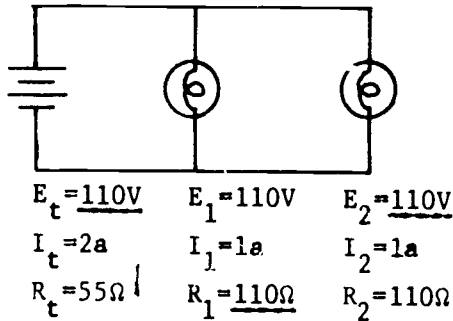 E_t=110V E_1=110V E_2=110V
I_t=2a I_1=1a I_2=1a
R_t=55Ω R_1=110Ω R_2=110Ω